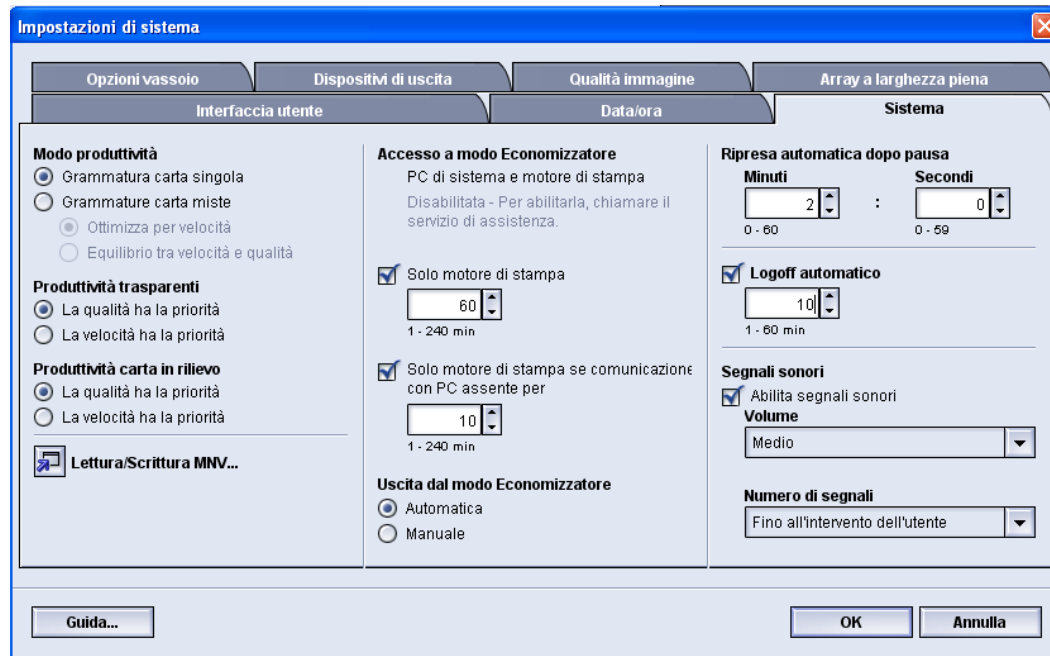 Impostazioni di sistema
Opzioni vassoio
Dispositivi di uscita
Qualità immagine
Array a larghezza piena
Interfaccia utente
Data/ora
Sistema
Modo produttività
Grammatura carta singola
Grammature carta miste
Ottimizza per velocità
Equilibrio tra velocità e qualità
Produttività trasparenti
La qualità ha la priorità
La velocità ha la priorità
Produttività carta in rilievo
La qualità ha la priorità
La velocità ha la priorità
Lettura/Scrittura MNV...
Accesso a modo Economizzatore
PC di sistema e motore di stampa
Disabilitata - Per abilitarla, chiamare il
servizio di assistenza.
Solo motore di stampa
60
1 - 240 min
Solo motore di stampa se comunicazione
con PC assente per
10
1 - 240 min
Uscita dal modo Economizzatore
Automatica
Manuale
Ripresa automatica dopo pausa
Minuti
Secondi
2 : 0
0 - 60
0 - 59
Logoff automatico
10
1 - 60 min
Segnali sonori
Abilita segnali sonori
Volume
Medio
Numero di segnali
Fino all'intervento dell'utente
Guida...
OK
Annulla